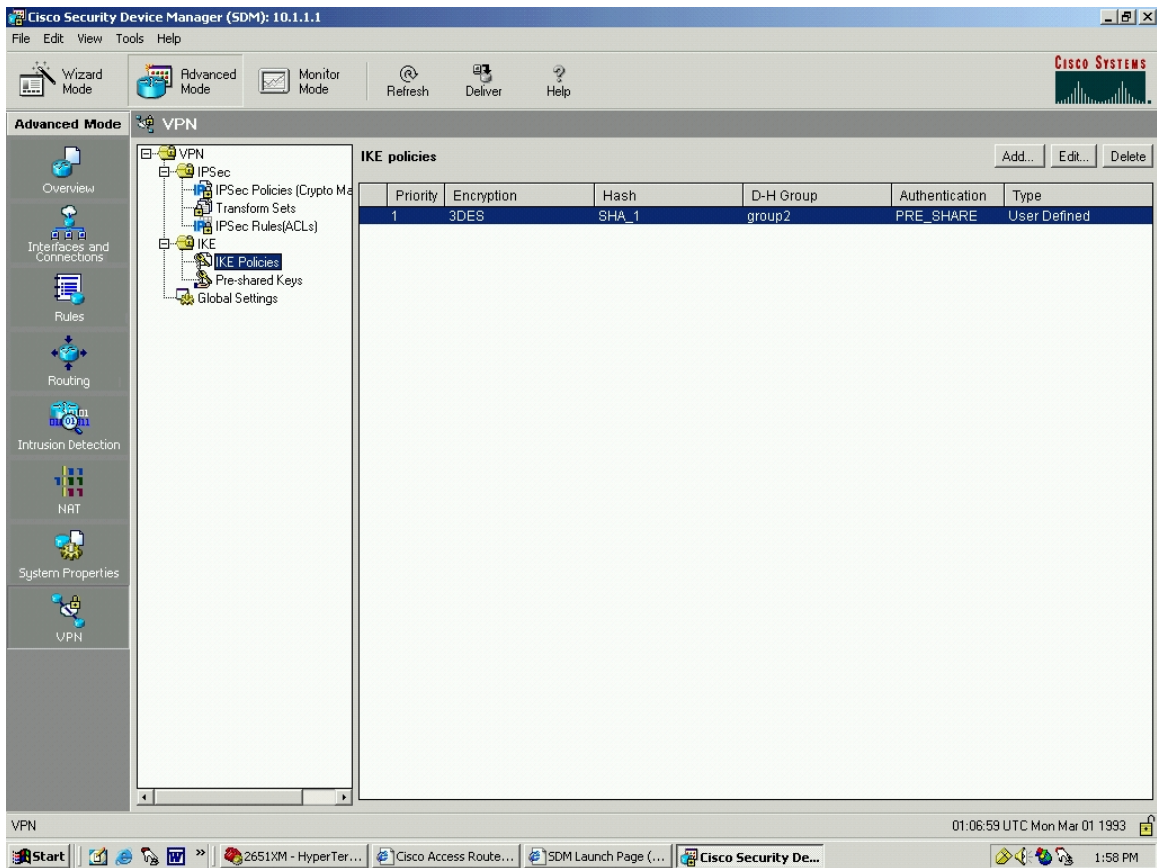 Cisco Security Device Manager (SDM): 10.1.1.1
File Edit View Tools Help
Wizard Mode
Advanced Mode
Monitor Mode
Refresh
Deliver
Help
CISCO SYSTEMS
Advanced Mode
VPN
Overview
Interfaces and Connections
Rules
Routing
Intrusion Detection
NAT
System Properties
VPN
VPN
IPSec
IPSec Policies (Crypto Ma
Transform Sets
IPSec Rules(ACLs)
IKE
IKE Policies
Pre-shared Keys
Global Settings
IKE policies
Add... Edit... Delete
Priority Encryption Hash D-H Group Authentication Type
1 3DES SHA_1 group2 PRE_SHARE User Defined
VPN
01:06:59 UTC Mon Mar 01 1993
Start
2651XM - HyperTer...
Cisco Access Route...
SDM Launch Page (...
Cisco Security De...
1:58 PM